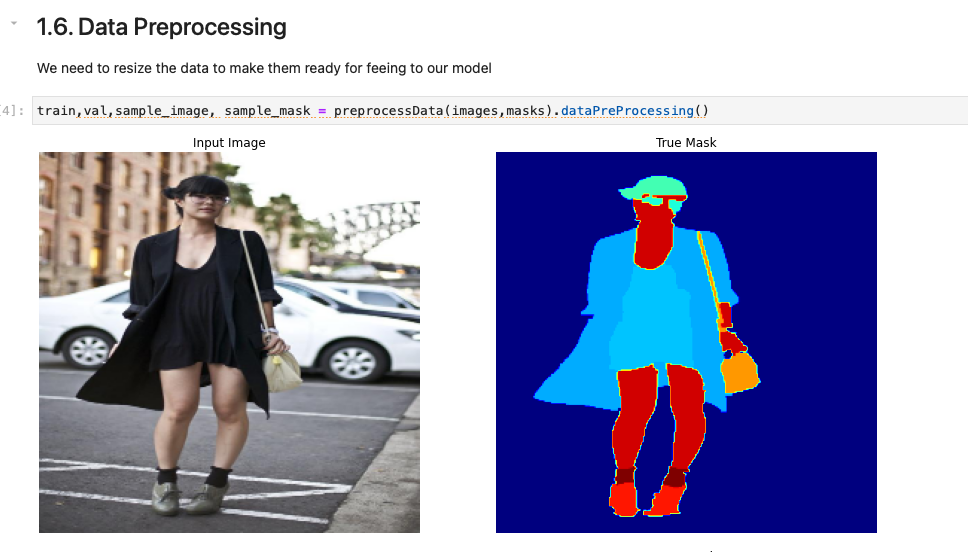 1.6. Data Preprocessing
We need to resize the data to make them ready for feeing to our model
[4]: train,val,sample_image, sample_mask = preprocessData(images,masks).dataPreProcessing()
Input Image
True Mask